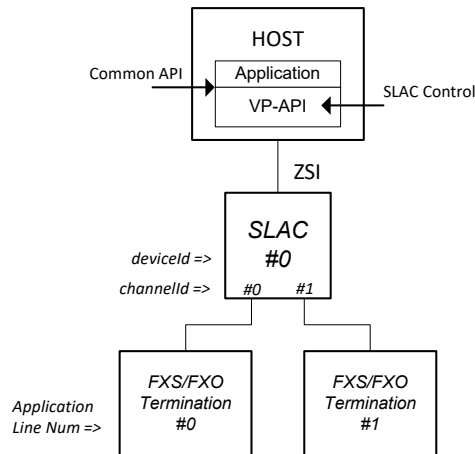 HOST
Common API
Application
VP-API
SLAC Control
ZSI
SLAC
#0
deviceId =>
channelId =>
#0
#1
FXS/FXO
Termination
#0
FXS/FXO
Termination
#1
Application
Line Num =>